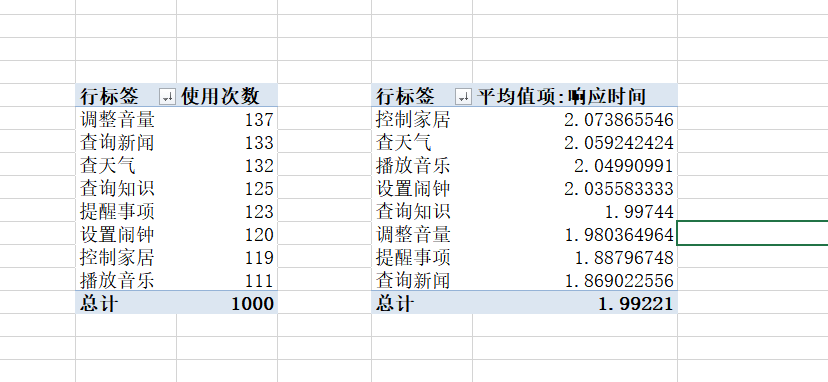 行标签 使用次数
调整音量 137
查询新闻 133
查天气 132
查询知识 125
提醒事项 123
设置闹钟 120
控制家居 119
播放音乐 111
总计 1000
行标签 平均值项:响应时间
控制家居 2.073865546
查天气 2.059242424
播放音乐 2.04990991
设置闹钟 2.035583333
查询知识 1.99744
调整音量 1.980364964
提醒事项 1.88796748
查询新闻 1.869022556
总计 1.99221